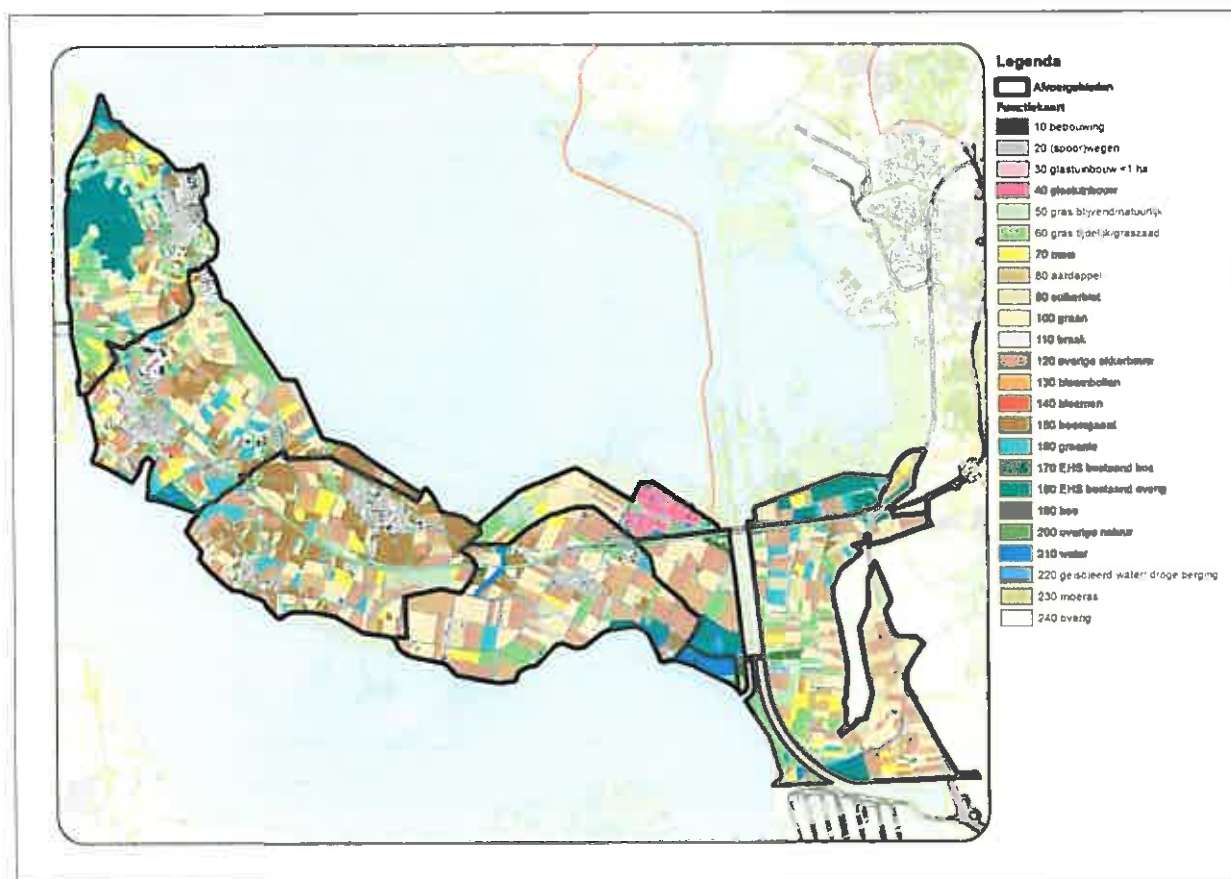 Legenda
Afvoergebieden
Functiekaart
10 bebouwing
20 (spoor)wegen
30 glastuinbouw <1 ha
40 glastuinbouw
50 gras blijvend/natuurlijk
60 gras tijdelijk/graszaad
70 mais
80 aardappel
90 suikerbiet
100 graan
110 braak
120 overige akkerbouw
130 bloembollen
140 bloemen
150 boomgaard
160 groente
170 EHS bestaand bos
180 EHS bestaand overig
190 bos
200 overige natuur
210 water
220 geisoleerd water/ droge berging
230 moeras
240 overig